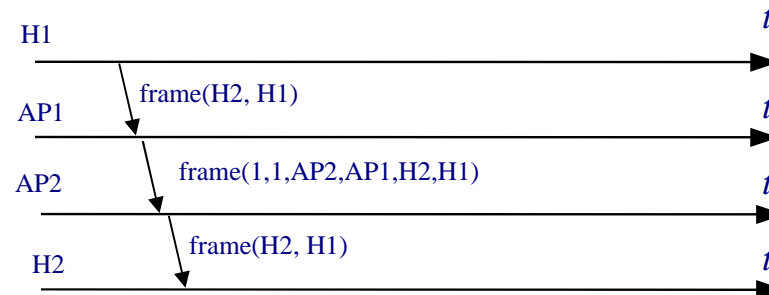 t
H1
frame(H2, H1)
AP1
t
frame(1,1,AP2,AP1,H2,H1)
AP2
t
frame(H2, H1)
H2
t